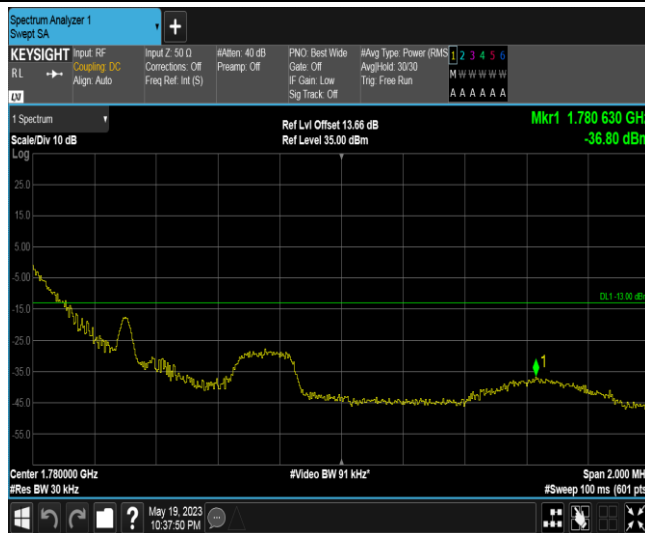 Spectrum Analyzer 1
Swept SA
+
KEYSIGHT
RL
Input: RF
Coupling: DC
Align: Auto
Input Z: 50 Ω
Corrections: Off
Freq Ref: Int (S)
#Atten: 40 dB
Preamp: Off
PNO: Best Wide
Gate: Off
IF Gain: Low
Sig Track: Off
#Avg Type: Power (RMS
Avg|Hold: 30/30
Trig: Free Run
1 2 3 4 5 6
M W W W W W
A A A A A A
1 Spectrum
Scale/Div 10 dB
Ref Lvl Offset 13.66 dB
Ref Level 35.00 dBm
Mkr1 1.780 630 GHz
-36.80 dBm
Log
25.0
15.0
5.00
-5.00
-15.0
-25.0
-35.0
-45.0
-55.0
DL1 -13.00 dBm
1
Center 1.780000 GHz
#Res BW 30 kHz
#Video BW 91 kHz*
Span 2.000 MH
#Sweep 100 ms (601 pts
?
May 19, 2023
10:37:50 PM